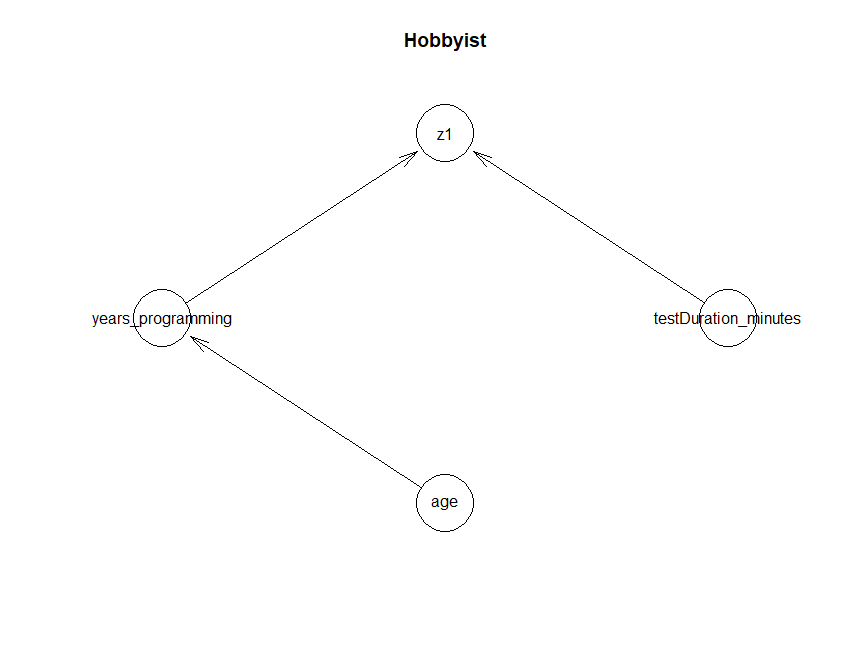 Hobbyist
z1
years_programming
testDuration_minutes
age